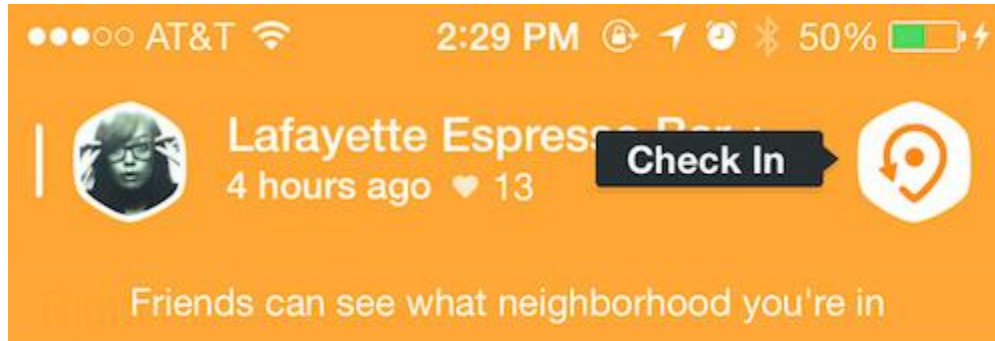 AT&T 2:29 PM 50%
Lafayette Espress
Check In
4 hours ago 13
Friends can see what neighborhood you're in